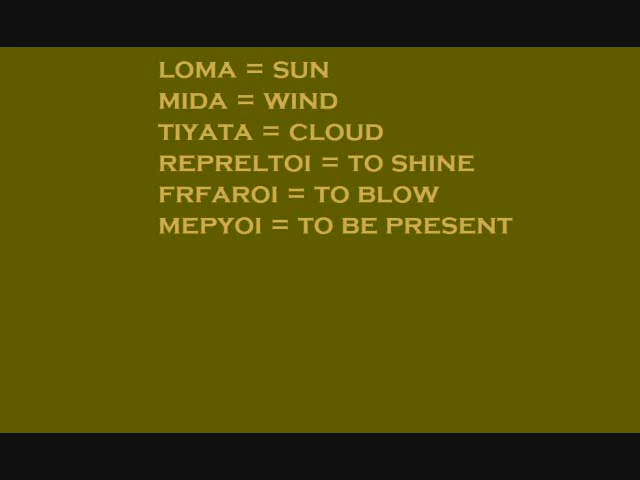 LOMA = SUN
MIDA = WIND
TIYATA = CLOUD
REPRELTOI = TO SHINE
FRFAROI = TO BLOW
MEPYOI = TO BE PRESENT